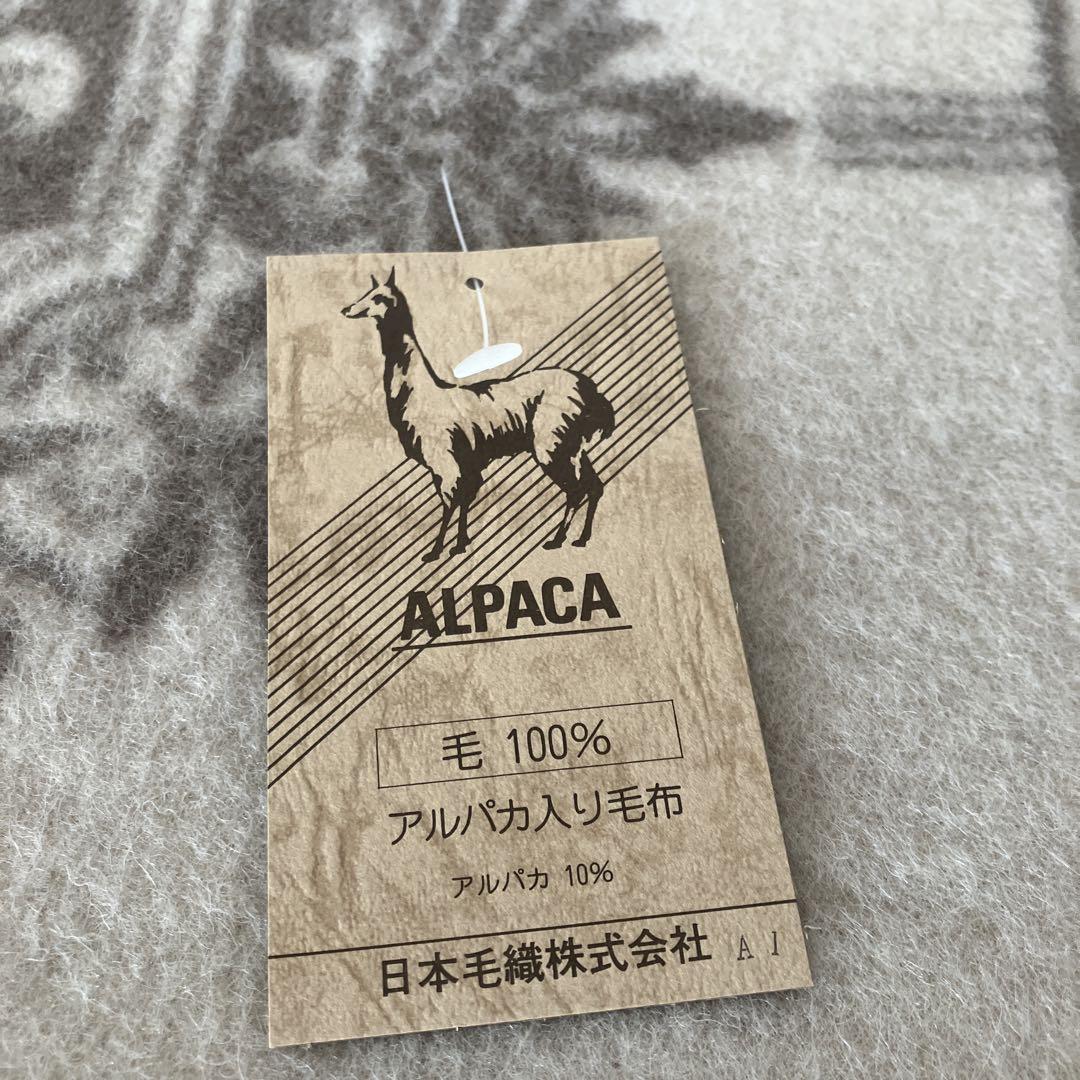 ALPACA
毛 100%
アルパカ入り毛布
アルパカ 10%
日本毛織株式会社 A I